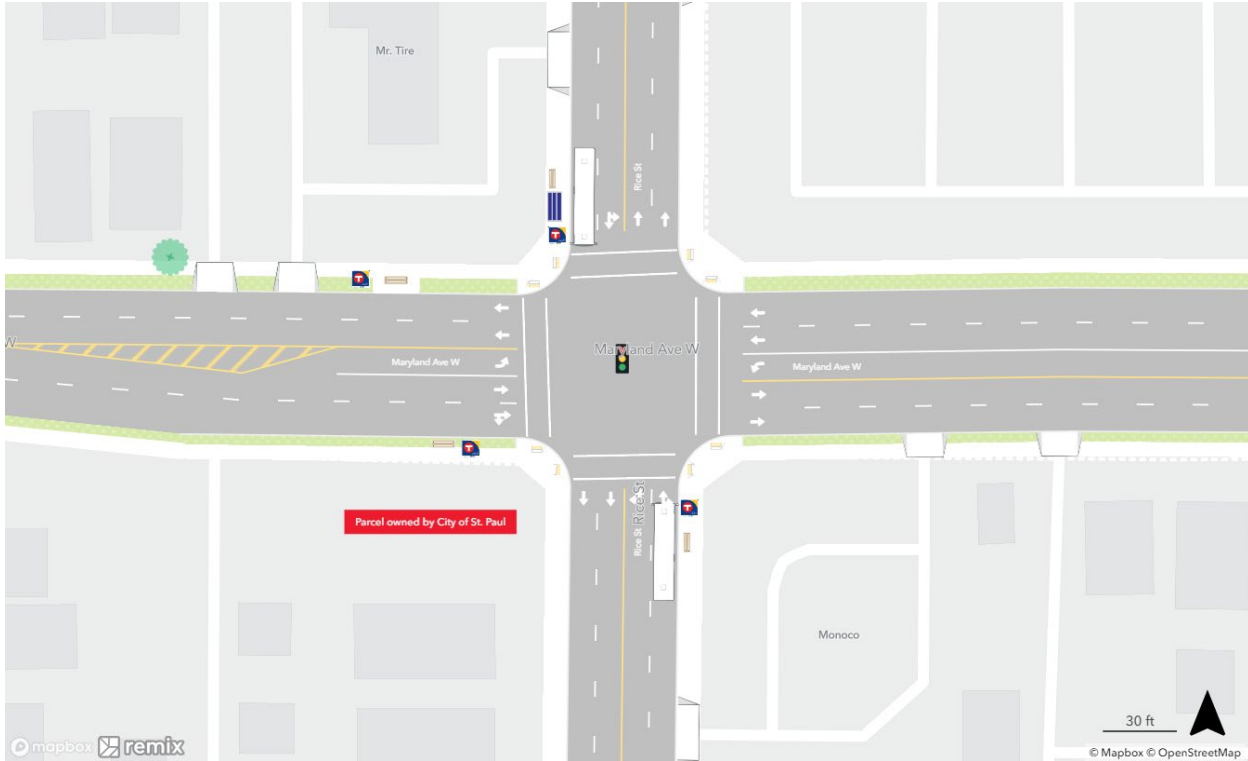 Mr. Tire
Rice St
T
T
W
Maryland Ave W
Maryland Ave W
Maryland Ave W
T
Rice St
T
Parcel owned by City of St. Paul
Rice St
Monoco
30 ft
mapbox remix
© Mapbox © OpenStreetMap